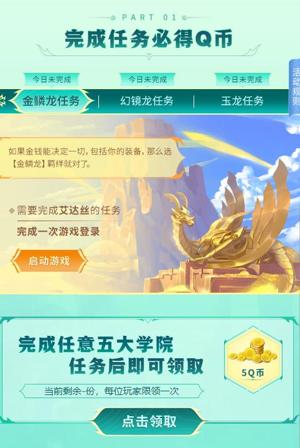 PART 01
完成任务必得Q币
活动规则
今日未完成 今日未完成 今日未完成
金鳞龙任务 幻镜龙任务 玉龙任务
如果金钱能决定一切,包括你的装备,那么选
【金鳞龙】羁绊就对了。
需要完成艾达丝的任务
完成一次游戏登录
启动游戏
完成任意五大学院
任务后即可领取
当前剩余-份，每位玩家限领一次
5Q币
点击领取